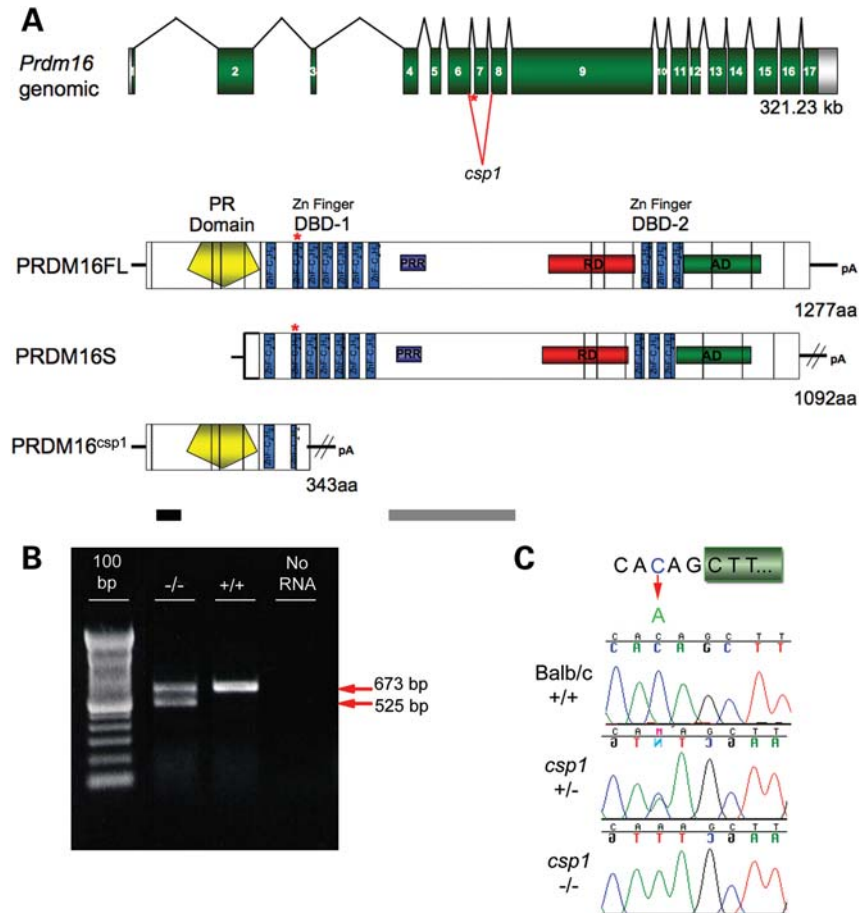 A
Prdm16
genomic
1 2 3 4 5 6 7 8 9 10 11 12 13 14 15 16 17
*
321.23 kb
csp1
PR
Domain
Zn Finger
DBD-1
Zn Finger
DBD-2
*
PRDM16FL
PRR
RD
AD
pA
1277aa
*
PRDM16S
PRR
RD
AD
pA
1092aa
PRDM16csp1
pA
343aa
B
100
bp
-/-
+/+
No
RNA
673 bp
525 bp
C
C A C A G C T T ...
A
C A C A G C T T
C A C A G C T T
Balb/c
+/+
C A M A G C T T
G T N T C G A A
csp1
+/-
C A A A G C T T
G T T T C G A A
csp1
-/-